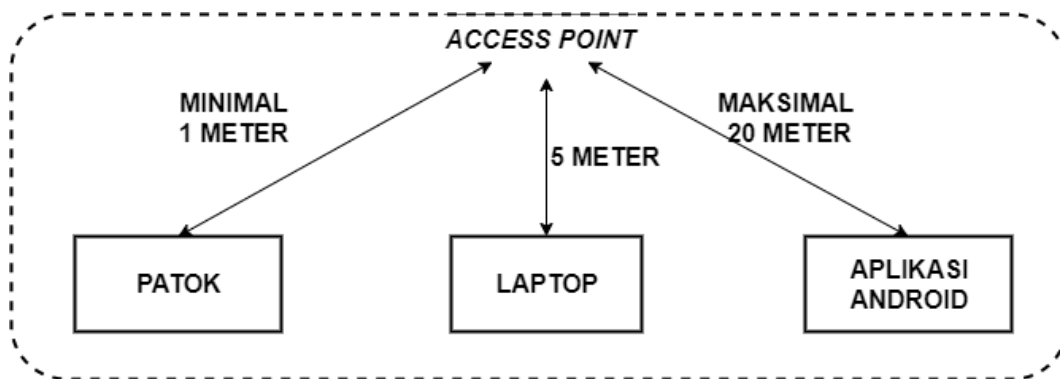 ACCESS POINT
MINIMAL
1 METER
5 METER
MAKSIMAL
20 METER
PATOK
LAPTOP
APLIKASI
ANDROID